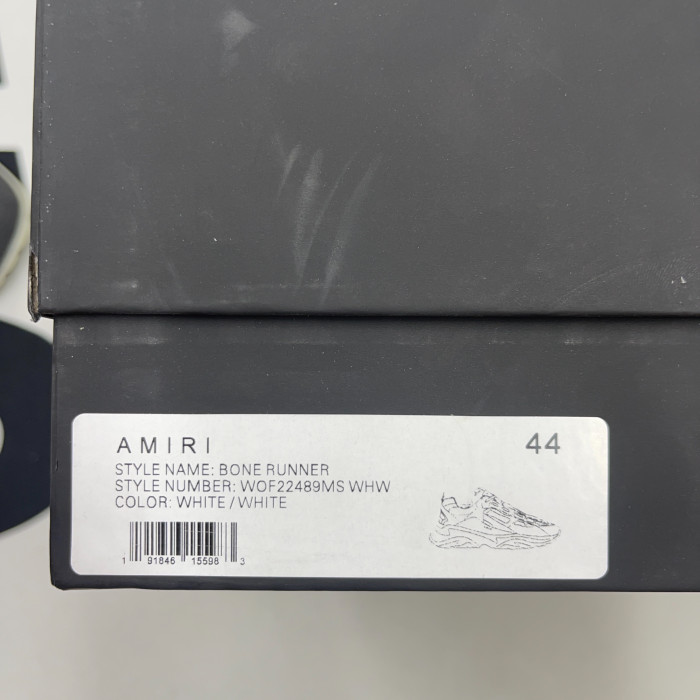 AMIRI
44
STYLE NAME: BONE RUNNER
STYLE NUMBER: WOF22489MS WHW
COLOR: WHITE / WHITE
1 91846 15598 3